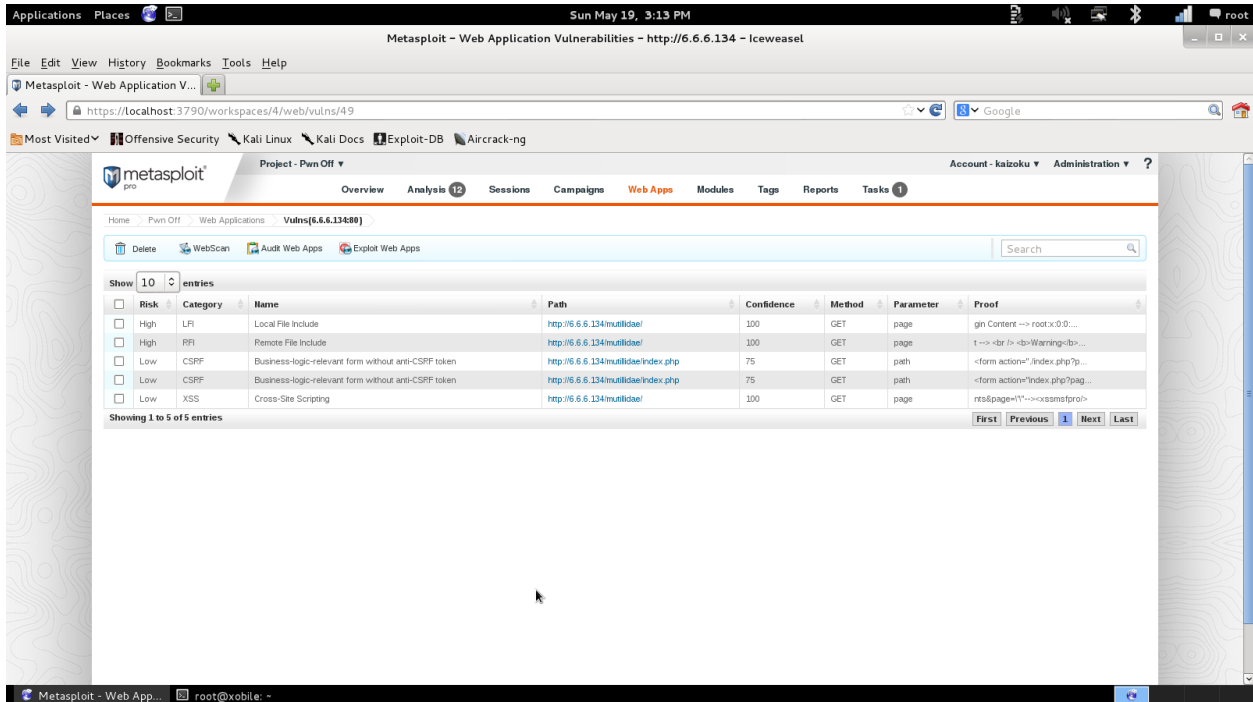 Applications Places Sun May 19, 3:13 PM root
Metasploit - Web Application Vulnerabilities - http://6.6.6.134 - Iceweasel
File Edit View History Bookmarks Tools Help
Metasploit - Web Application V...
https://localhost:3790/workspaces/4/web/vulns/49 Google
Most Visited Offensive Security Kali Linux Kali Docs Exploit-DB Aircrack-ng
metasploit pro
Project - Pwn Off ▼ Account - kaizoku ▼ Administration ▼ ?
Overview Analysis 12 Sessions Campaigns Web Apps Modules Tags Reports Tasks 1
Home Pwn Off Web Applications Vulns(6.6.6.134:80)
Delete WebScan Audit Web Apps Exploit Web Apps Search
Show 10 entries
Risk Category Name Path Confidence Method Parameter Proof
High LFI Local File Include http://6.6.6.134/mutillidae/ 100 GET page gin Content --> root:x:0:0:...
High RFI Remote File Include http://6.6.6.134/mutillidae/ 100 GET page t --> <br /> <b>Warning</b>...
Low CSRF Business-logic-relevant form without anti-CSRF token http://6.6.6.134/mutillidae/index.php 75 GET path <form action="./index.php?p...
Low CSRF Business-logic-relevant form without anti-CSRF token http://6.6.6.134/mutillidae/index.php 75 GET path <form action="index.php?pag...
Low XSS Cross-Site Scripting http://6.6.6.134/mutillidae/ 100 GET page nts&page=\"\"--><xssmsfpro/>
Showing 1 to 5 of 5 entries First Previous 1 Next Last
Metasploit - Web App... root@xobile: ~